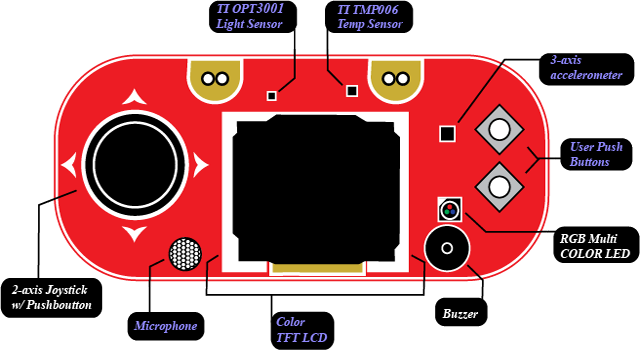 TI OPT3001
Light Sensor
TI TMP006
Temp Sensor
3-axis
accelerometer
User Push
Buttons
RGB Multi
COLOR LED
2-axis Joystick
w/ Pushboutton
Microphone
Color
TFT LCD
Buzzer